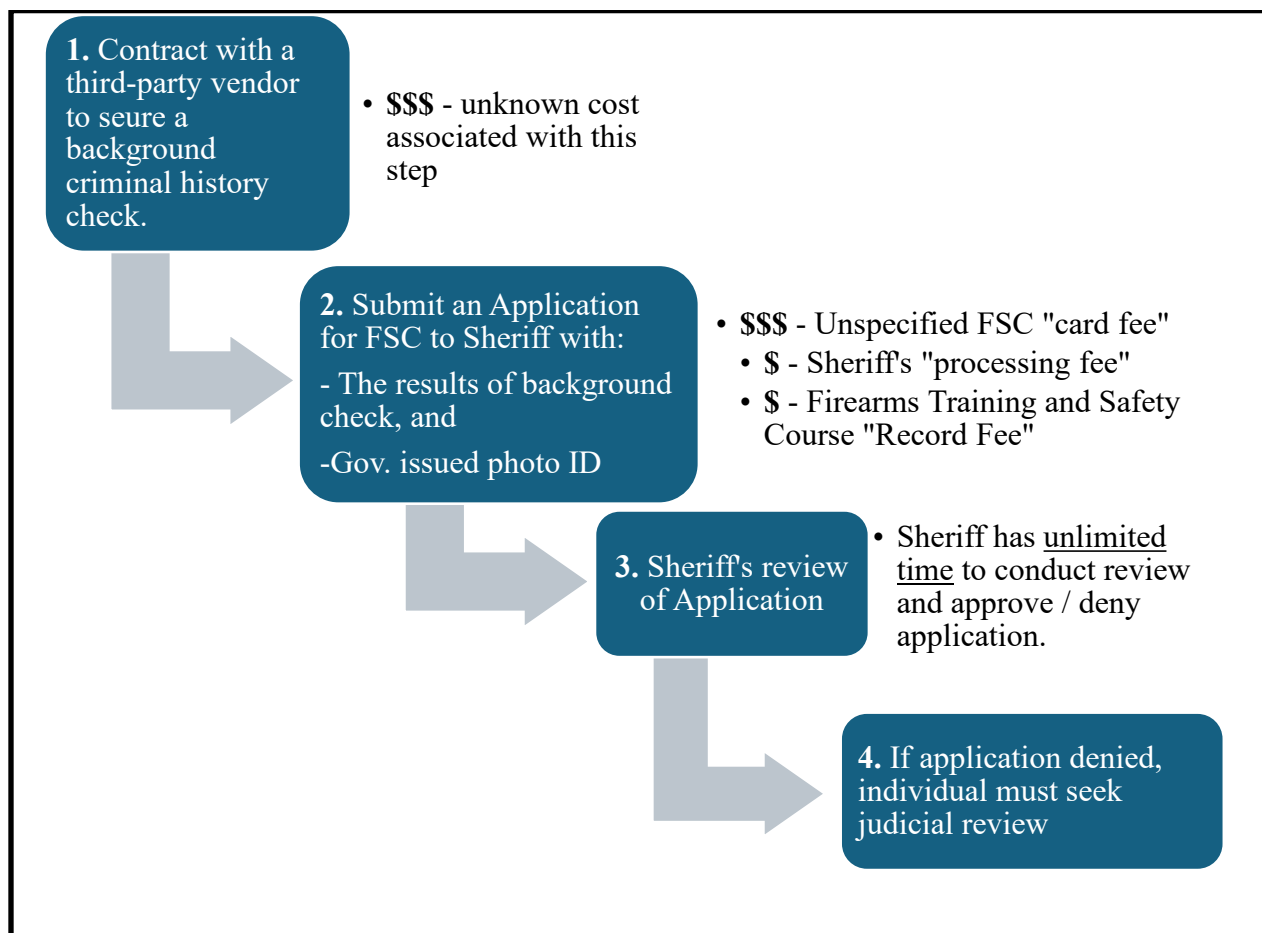 1. Contract with a
third-party vendor
to seure a
background
criminal history
check.
• $$$ - unknown cost
associated with this
step
2. Submit an Application
for FSC to Sheriff with:
- The results of background
check, and
-Gov. issued photo ID
• $$$ - Unspecified FSC "card fee"
• $ - Sheriff's "processing fee"
• $ - Firearms Training and Safety
Course "Record Fee"
3. Sheriff's review
of Application
• Sheriff has unlimited
time to conduct review
and approve / deny
application.
4. If application denied,
individual must seek
judicial review